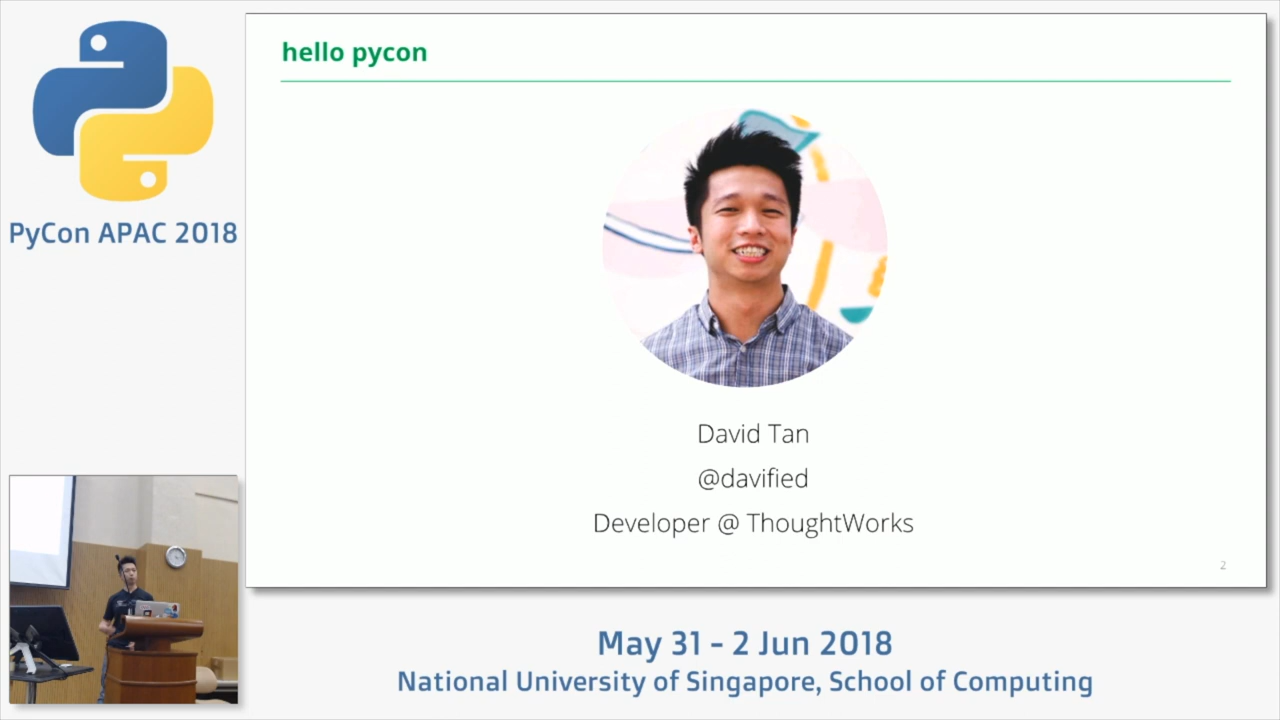 PyCon APAC 2018
hello pycon
David Tan
@davified
Developer @ ThoughtWorks
2
May 31 - 2 Jun 2018
National University of Singapore, School of Computing